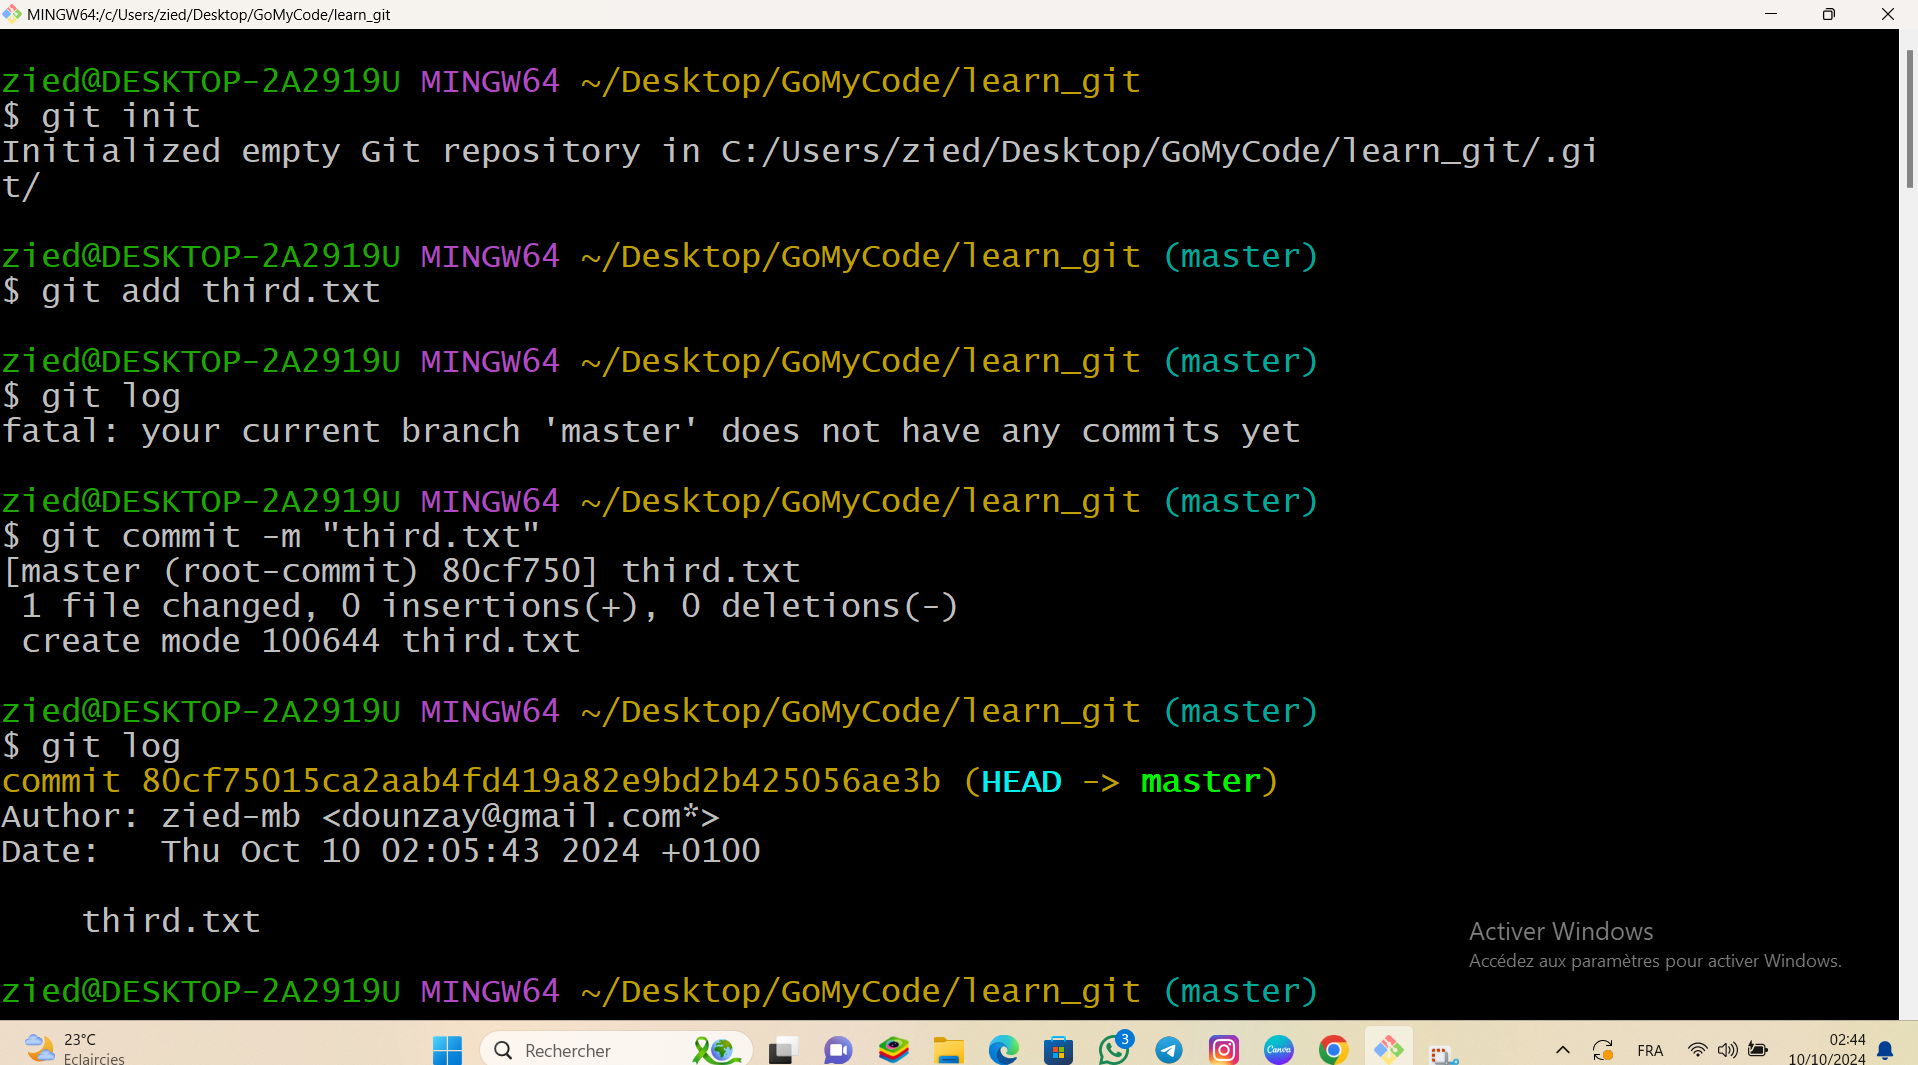 MINGW64:/c/Users/zied/Desktop/GoMyCode/learn_git
zied@DESKTOP-2A2919U MINGW64 ~/Desktop/GoMyCode/learn_git
$ git init
Initialized empty Git repository in C:/Users/zied/Desktop/GoMyCode/learn_git/.gi
t/
zied@DESKTOP-2A2919U MINGW64 ~/Desktop/GoMyCode/learn_git (master)
$ git add third.txt
zied@DESKTOP-2A2919U MINGW64 ~/Desktop/GoMyCode/learn_git (master)
$ git log
fatal: your current branch 'master' does not have any commits yet
zied@DESKTOP-2A2919U MINGW64 ~/Desktop/GoMyCode/learn_git (master)
$ git commit -m "third.txt"
[master (root-commit) 80cf750] third.txt
 1 file changed, 0 insertions(+), 0 deletions(-)
 create mode 100644 third.txt
zied@DESKTOP-2A2919U MINGW64 ~/Desktop/GoMyCode/learn_git (master)
$ git log
commit 80cf75015ca2aab4fd419a82e9bd2b425056ae3b (HEAD -> master)
Author: zied-mb <dounzay@gmail.com*>
Date:   Thu Oct 10 02:05:43 2024 +0100
    third.txt
zied@DESKTOP-2A2919U MINGW64 ~/Desktop/GoMyCode/learn_git (master)
Activer Windows
Accédez aux paramètres pour activer Windows.
23°C
Eclaircies
Rechercher
Canva
3
FRA
02:44
10/10/2024